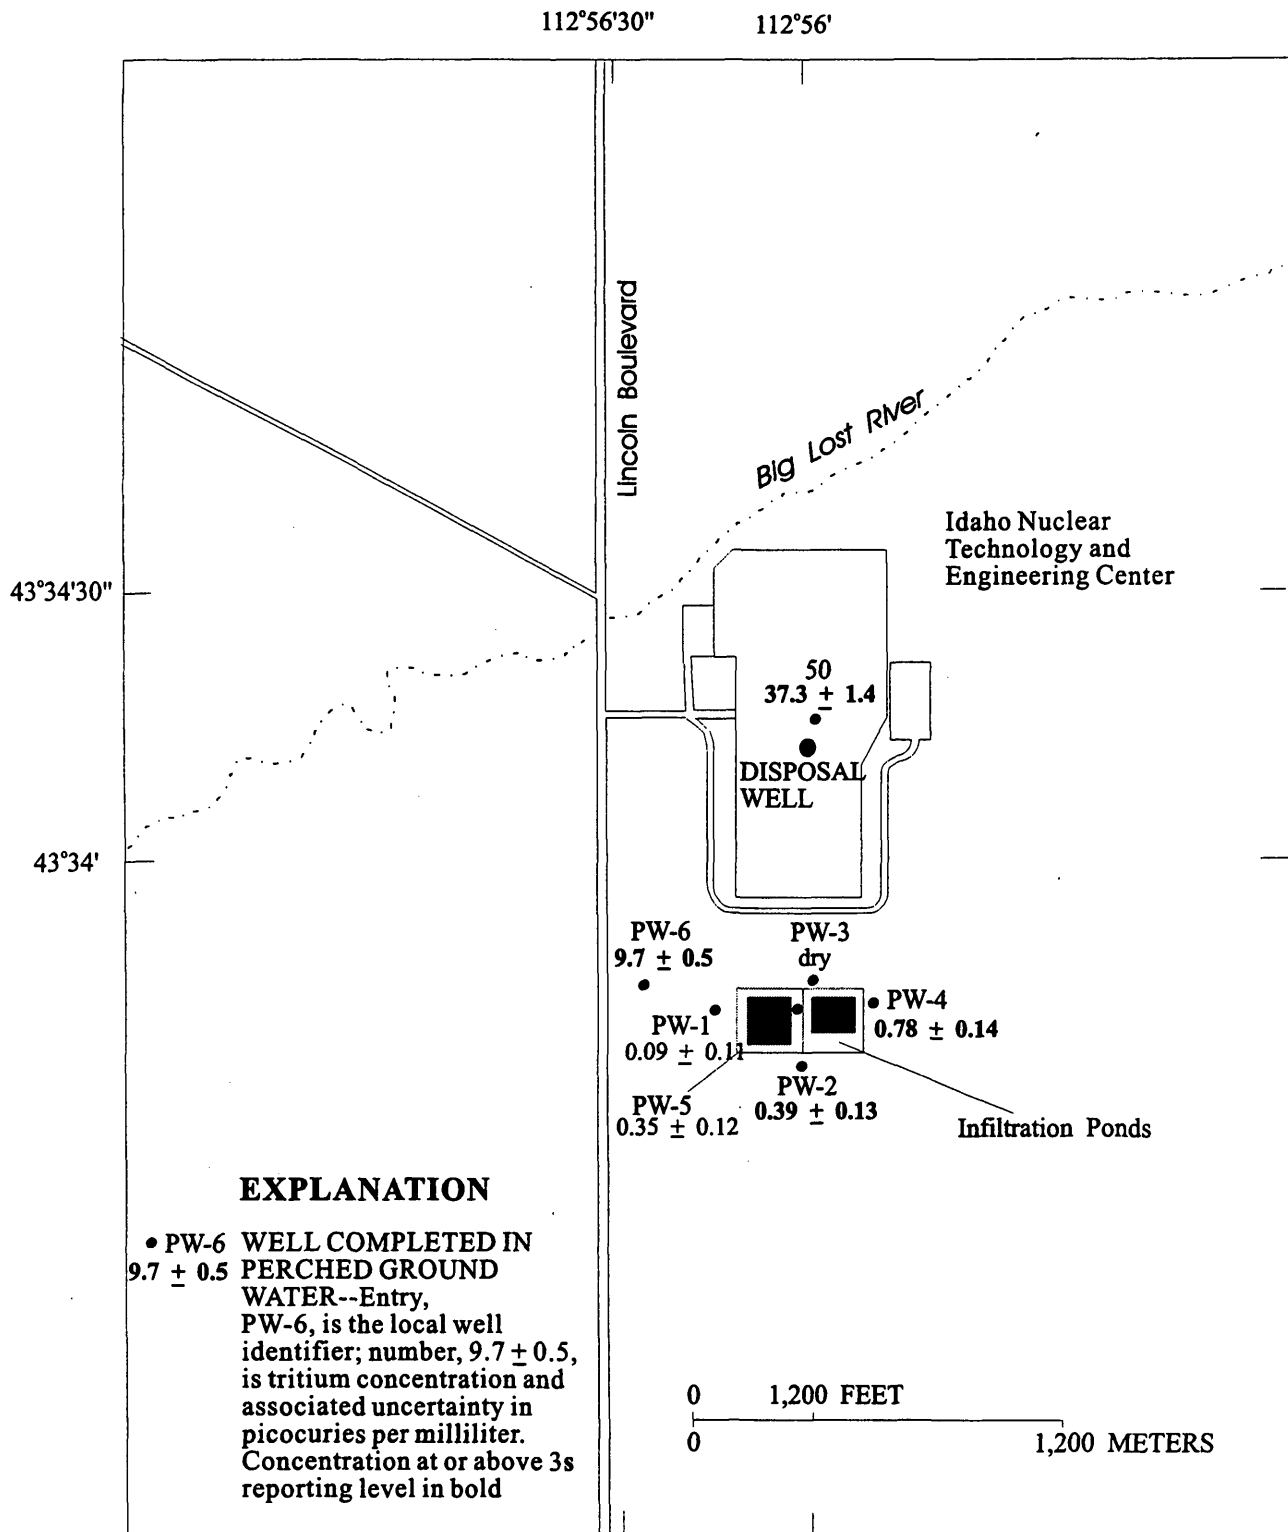 112°56'30" 112°56'
Lincoln Boulevard
Big Lost River
Idaho Nuclear
Technology and
Engineering Center
43°34'30"
50
37.3 ± 1.4
DISPOSAL
WELL
43°34'
PW-6
9.7 ± 0.5
PW-3
dry
PW-4
0.78 ± 0.14
PW-1
0.09 ± 0.11
PW-2
0.39 ± 0.13
PW-5
0.35 ± 0.12
Infiltration Ponds
EXPLANATION
PW-6 WELL COMPLETED IN
9.7 ± 0.5 PERCHED GROUND
WATER--Entry,
PW-6, is the local well
identifier; number, 9.7 ± 0.5,
is tritium concentration and
associated uncertainty in
picocuries per milliliter.
Concentration at or above 3s
reporting level in bold
0 1,200 FEET
0 1,200 METERS